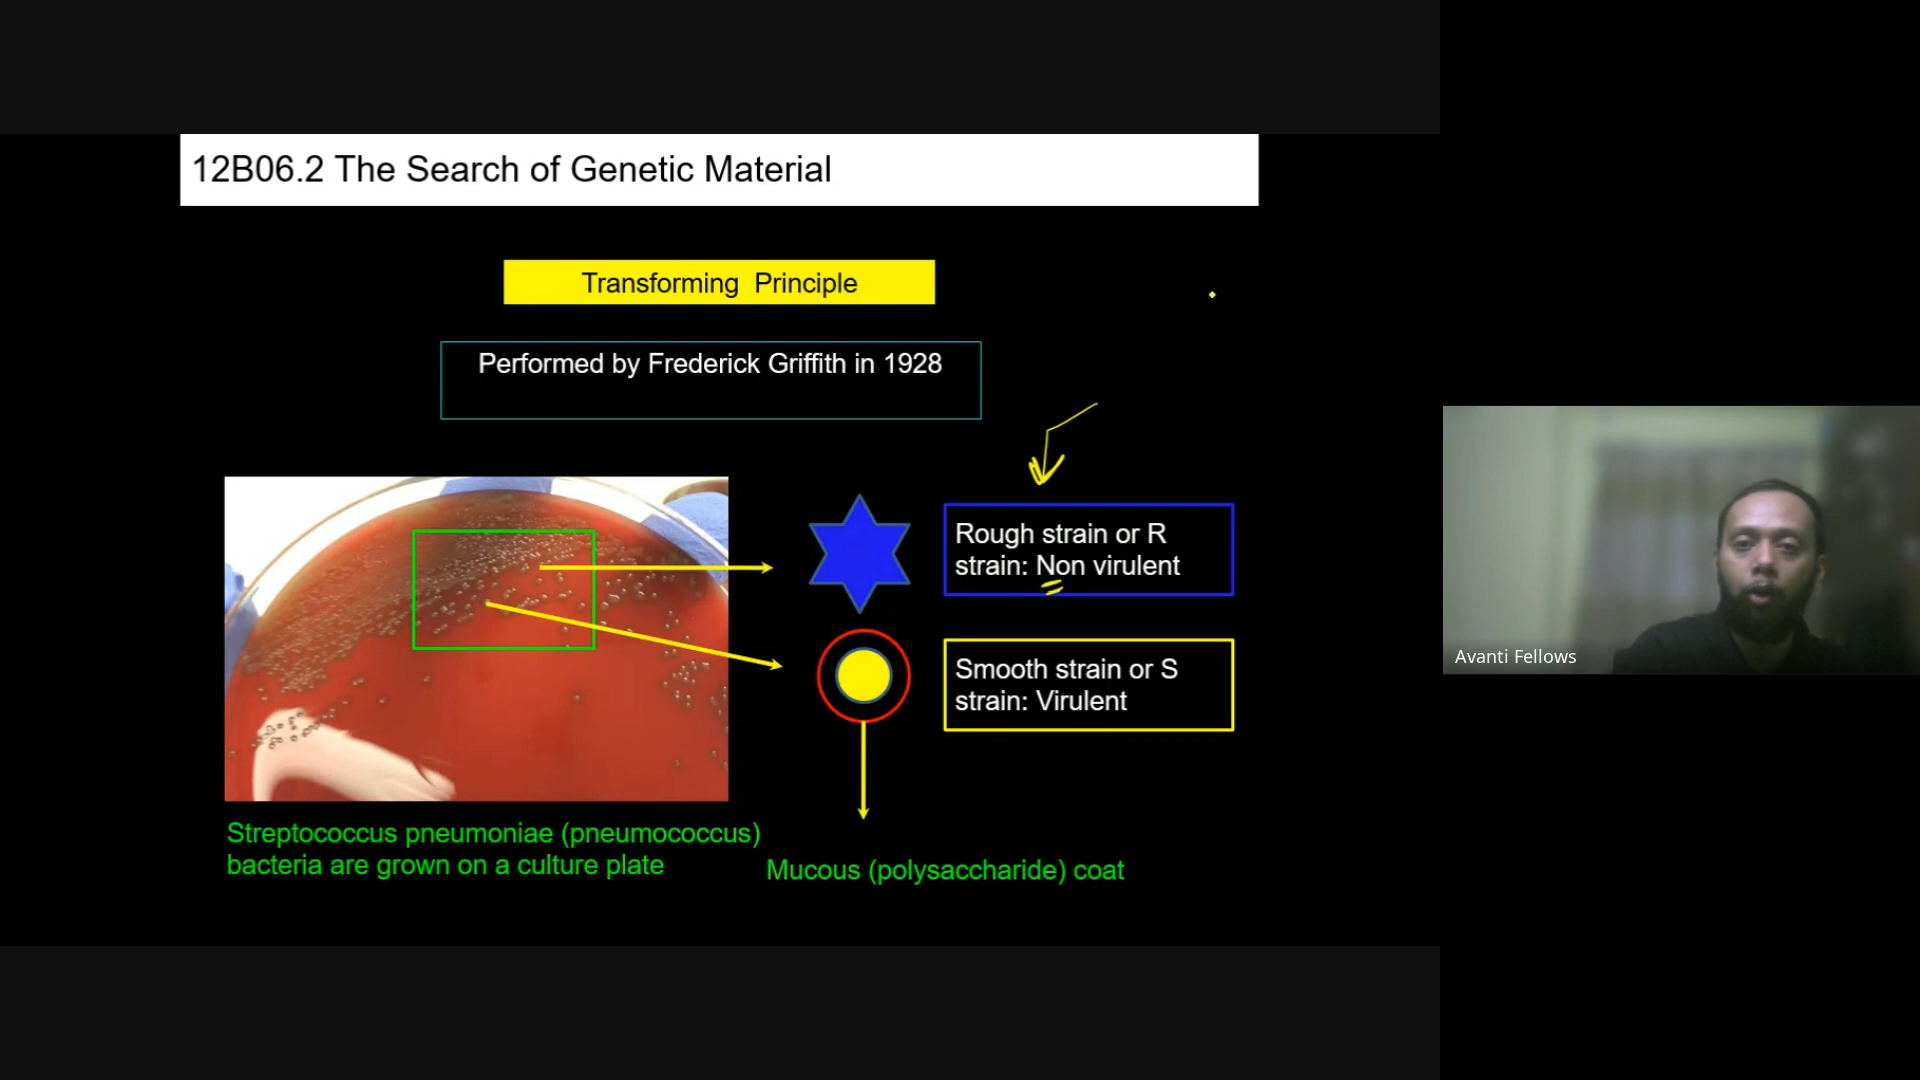 12B06.2 The Search of Genetic Material
Transforming Principle
Performed by Frederick Griffith in 1928
Rough strain or R
strain: Non virulent
Smooth strain or S
strain: Virulent
Streptococcus pneumoniae (pneumococcus)
bacteria are grown on a culture plate
Mucous (polysaccharide) coat
Avanti Fellows